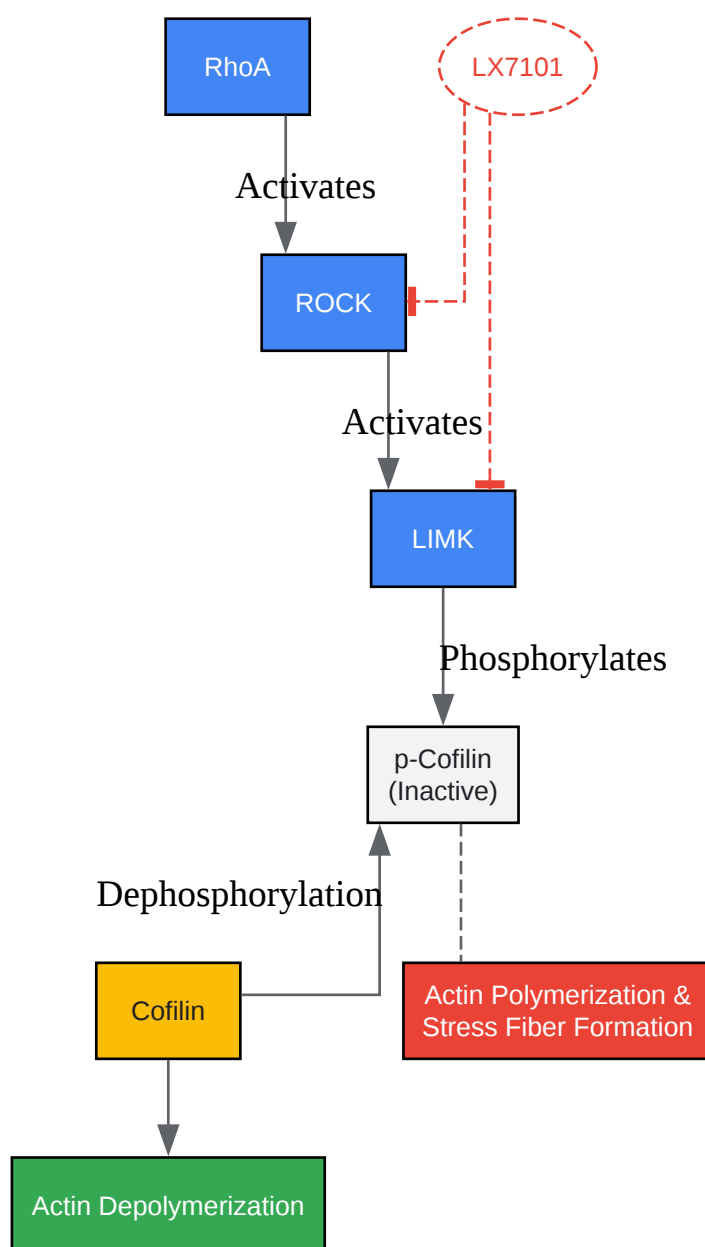 RhoA
LX7101
Activates
ROCK
Activates
LIMK
Phosphorylates
p-Cofilin
(Inactive)
Dephosphorylation
Cofilin
Actin Polymerization &
Stress Fiber Formation
Actin Depolymerization